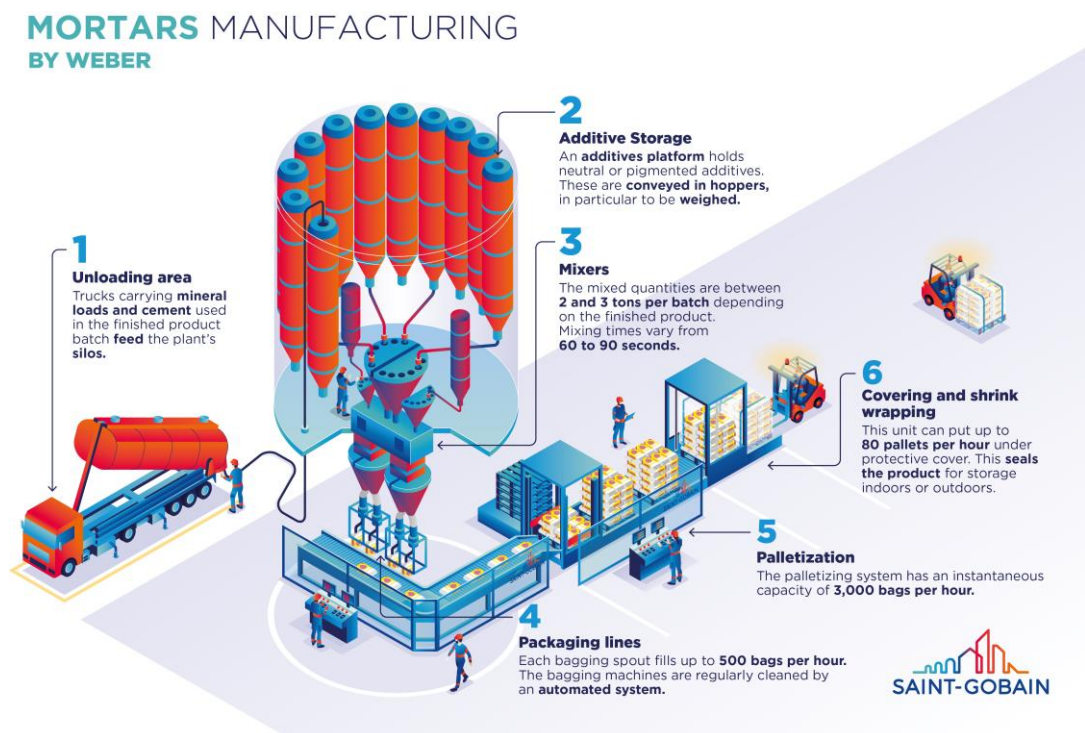 MORTARS MANUFACTURING
BY WEBER
1
Unloading area
Trucks carrying mineral
loads and cement used
in the finished product
batch feed the plant's
silos.
2
Additive Storage
An additives platform holds
neutral or pigmented additives.
These are conveyed in hoppers,
in particular to be weighed.
3
Mixers
The mixed quantities are between
2 and 3 tons per batch depending
on the finished product.
Mixing times vary from
60 to 90 seconds.
4
Packaging lines
Each bagging spout fills up to 500 bags per hour.
The bagging machines are regularly cleaned by
an automated system.
5
Palletization
The palletizing system has an instantaneous
capacity of 3,000 bags per hour.
6
Covering and shrink
wrapping
This unit can put up to
80 pallets per hour under
protective cover. This seals
the product for storage
indoors or outdoors.
SAINT-GOBAIN